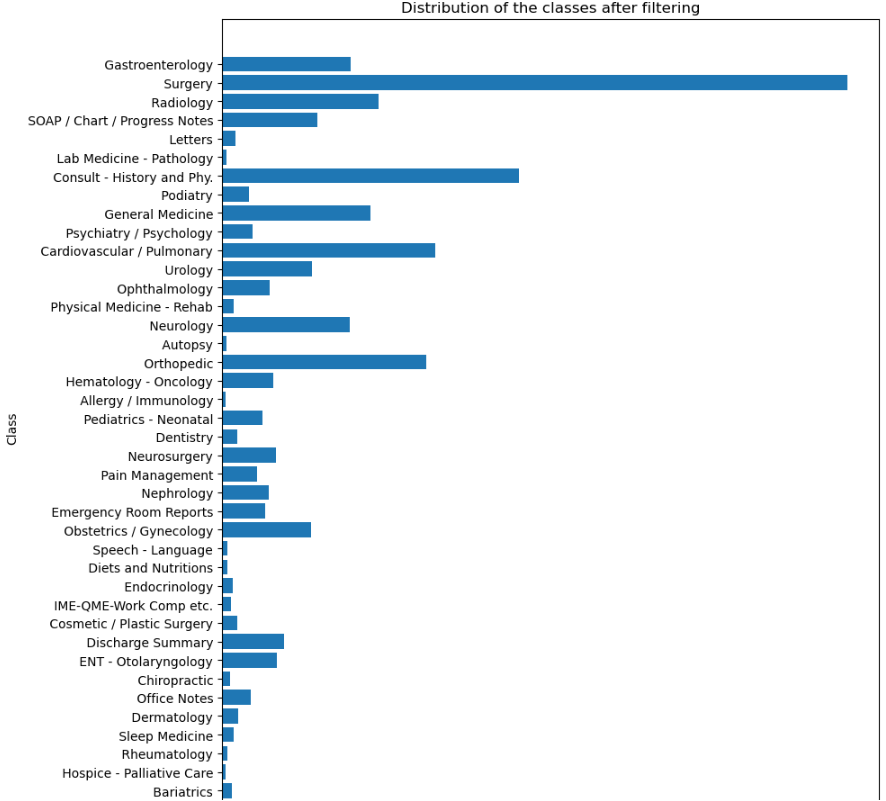 Distribution of the classes after filtering
Gastroenterology
Surgery
Radiology
SOAP / Chart / Progress Notes
Letters
Lab Medicine - Pathology
Consult - History and Phy.
Podiatry
General Medicine
Psychiatry / Psychology
Cardiovascular / Pulmonary
Urology
Ophthalmology
Physical Medicine - Rehab
Neurology
Autopsy
Orthopedic
Hematology - Oncology
Allergy / Immunology
Pediatrics - Neonatal
Dentistry
Neurosurgery
Pain Management
Nephrology
Emergency Room Reports
Obstetrics / Gynecology
Speech - Language
Diets and Nutritions
Endocrinology
IME-QME-Work Comp etc.
Cosmetic / Plastic Surgery
Discharge Summary
ENT - Otolaryngology
Chiropractic
Office Notes
Dermatology
Sleep Medicine
Rheumatology
Hospice - Palliative Care
Bariatrics
Class